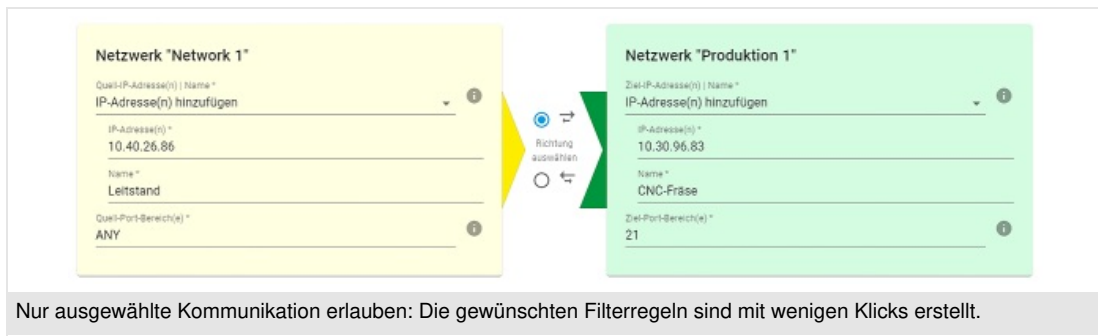 Netzwerk "Network 1"
Quell-IP-Adresse(n) | Name *
IP-Adresse(n) hinzufügen
IP-Adresse(n) *
10.40.26.86
Name *
Leitstand
Quell-Port-Bereich(e) *
ANY
Richtung
auswählen
Netzwerk "Produktion 1"
Ziel-IP-Adresse(n) | Name *
IP-Adresse(n) hinzufügen
IP-Adresse(n) *
10.30.96.83
Name *
CNC-Fräse
Ziel-Port-Bereich(e) *
21
Nur ausgewählte Kommunikation erlauben: Die gewünschten Filterregeln sind mit wenigen Klicks erstellt.